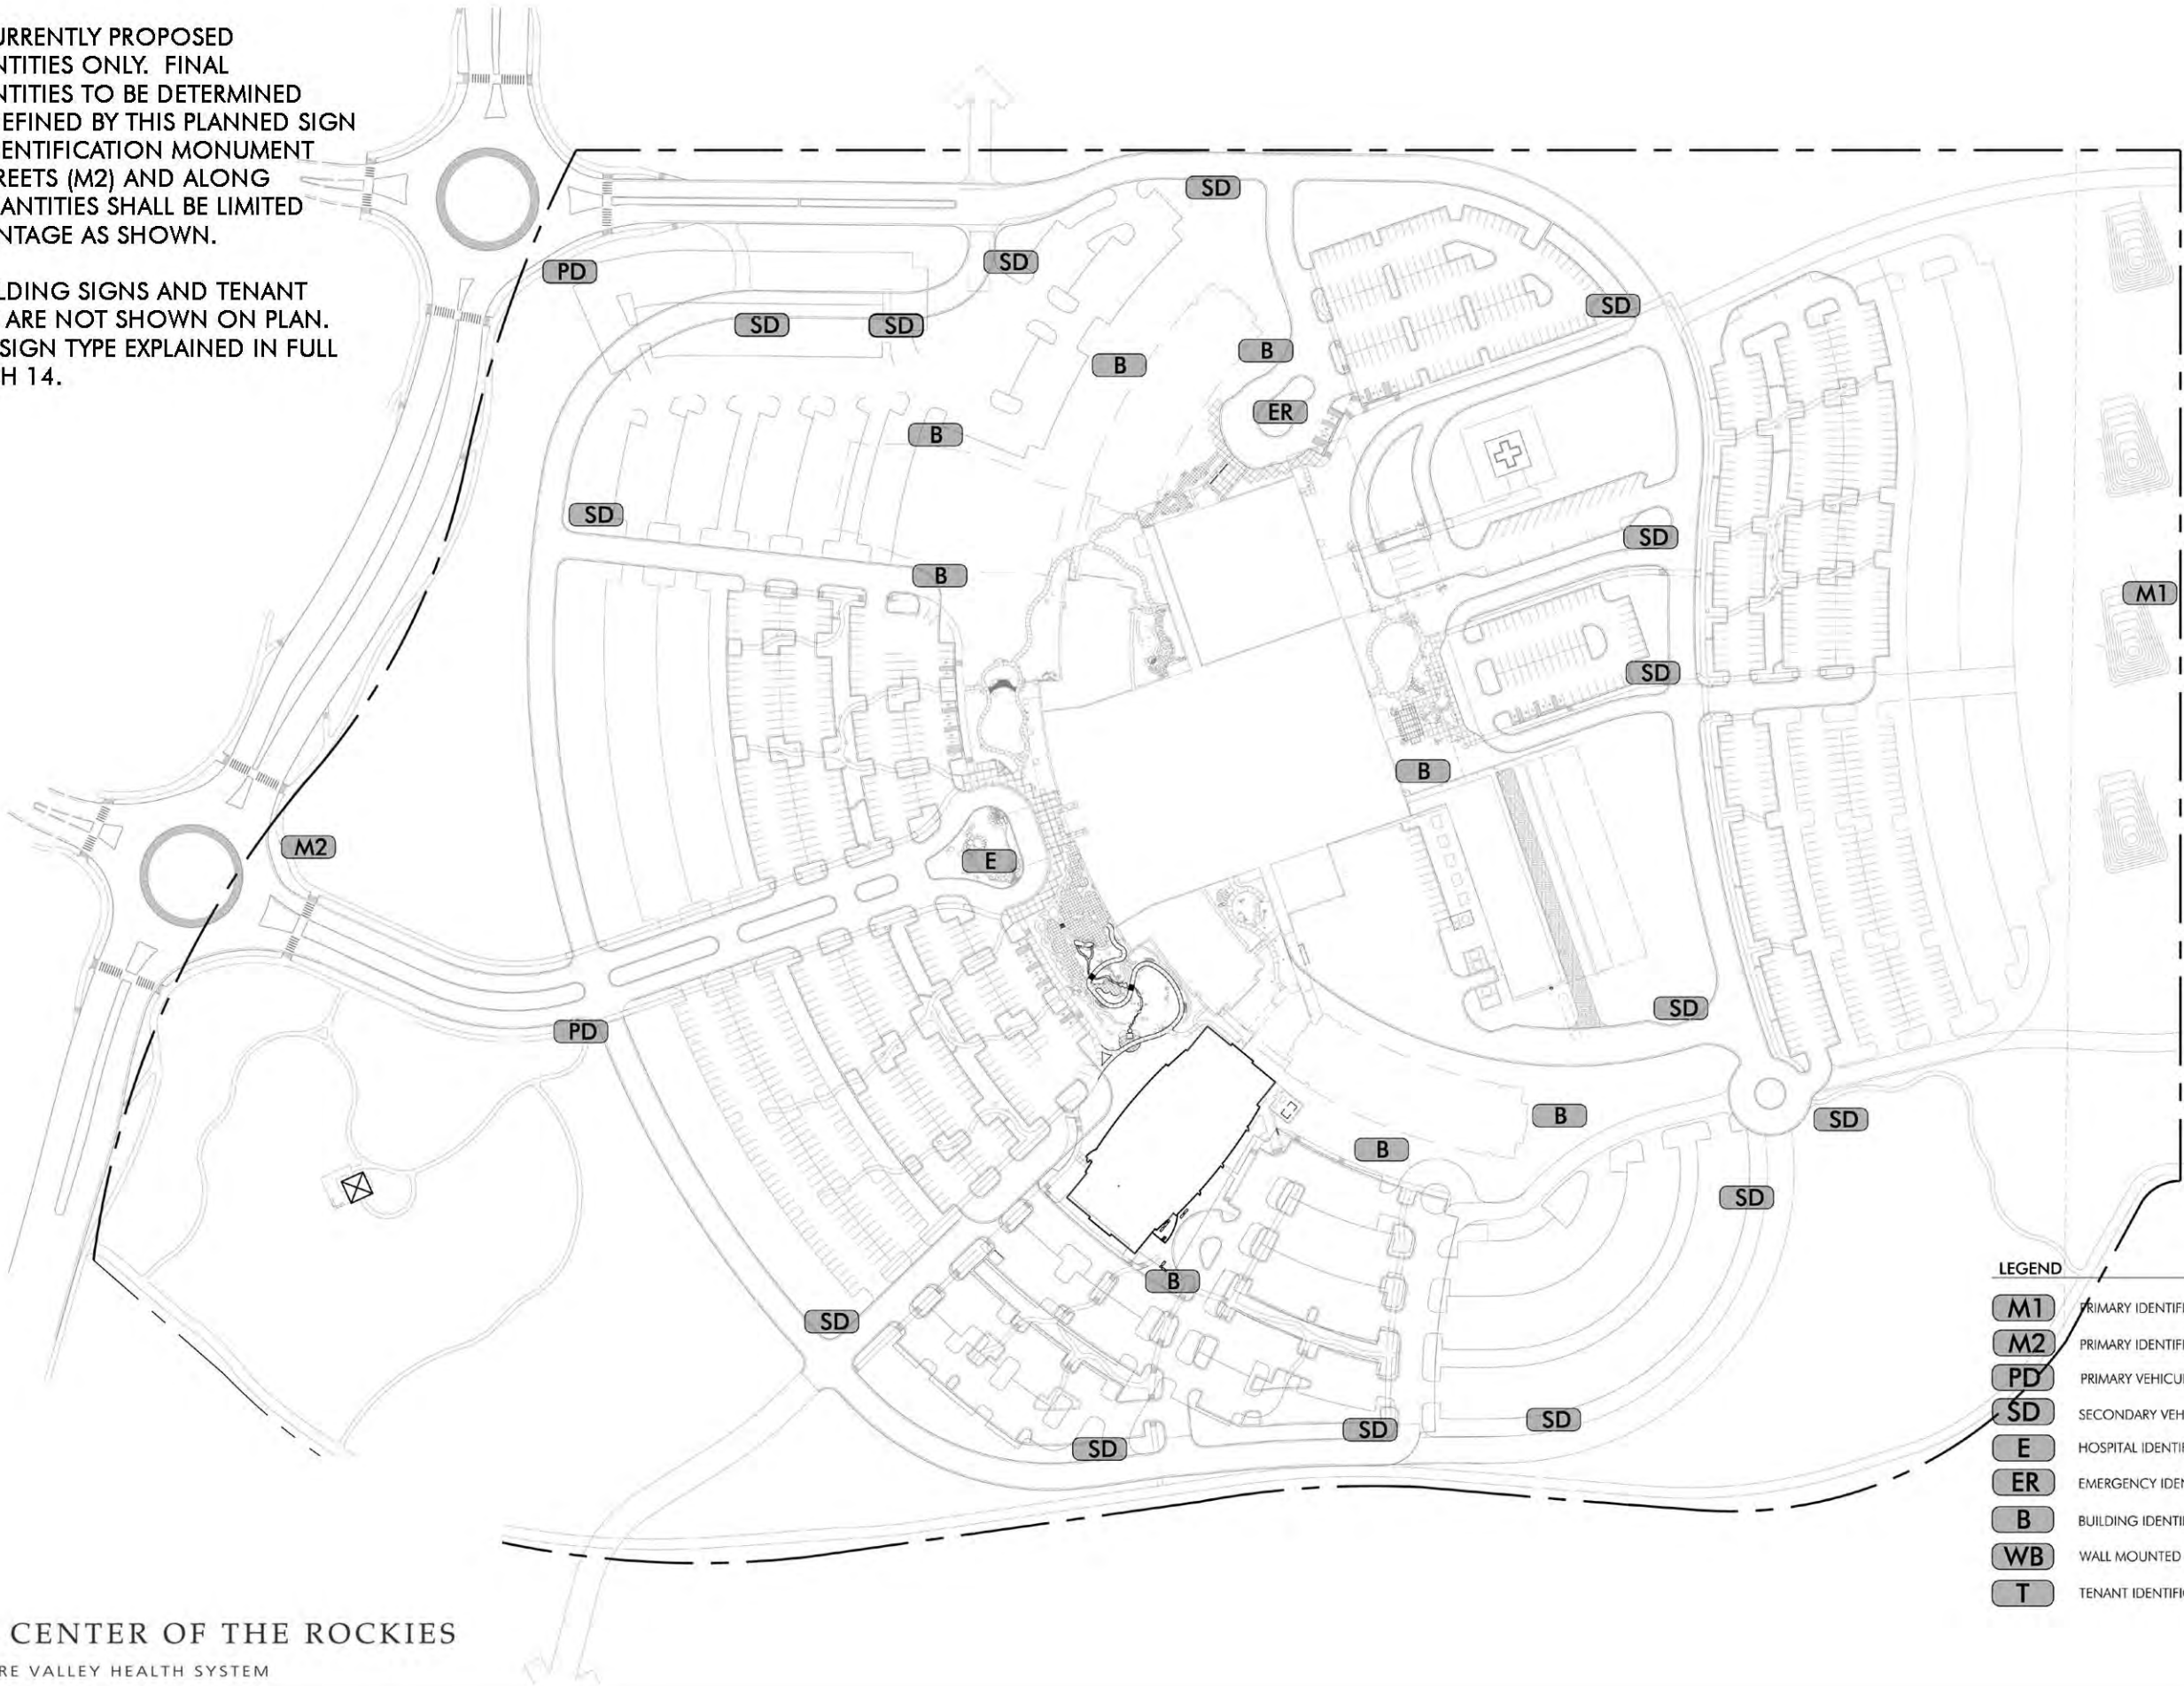 URRENTLY PROPOSED
NTITIES ONLY. FINAL
NTITIES TO BE DETERMINED
EFINED BY THIS PLANNED SIGN
ENTIFICATION MONUMENT
REETS (M2) AND ALONG
ANTITIES SHALL BE LIMITED
NTAGE AS SHOWN.
LDING SIGNS AND TENANT
ARE NOT SHOWN ON PLAN.
SIGN TYPE EXPLAINED IN FULL
H 14.
SD
SD
PD
SD
SD
SD
B
B
ER
B
SD
SD
B
M1
SD
B
M2
E
SD
PD
B
SD
B
SD
B
SD
SD
SD
SD
LEGEND
M1 PRIMARY IDENTIF
M2 PRIMARY IDENTIF
PD PRIMARY VEHICU
SD SECONDARY VEH
E HOSPITAL IDENTI
ER EMERGENCY IDEN
B BUILDING IDENTI
WB WALL MOUNTED
T TENANT IDENTIFI
CENTER OF THE ROCKIES
RE VALLEY HEALTH SYSTEM